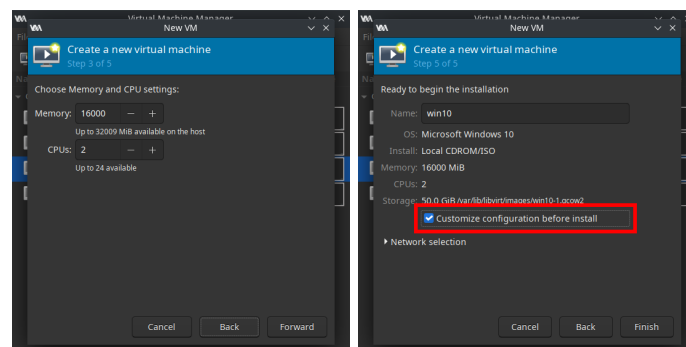 Virtual Machine Manager
New VM
Create a new virtual machine
Step 3 of 5
Choose Memory and CPU settings:
Memory: 16000 − +
Up to 32009 MiB available on the host
CPUs: 2 − +
Up to 24 available
Cancel Back Forward
Virtual Machine Manager
New VM
Create a new virtual machine
Step 5 of 5
Ready to begin the installation
Name: win10
OS: Microsoft Windows 10
Install: Local CDROM/ISO
Memory: 16000 MiB
CPUs: 2
Storage: 50.0 GiB /var/lib/libvirt/images/win10-1.qcow2
Customize configuration before install
Network selection
Cancel Back Finish